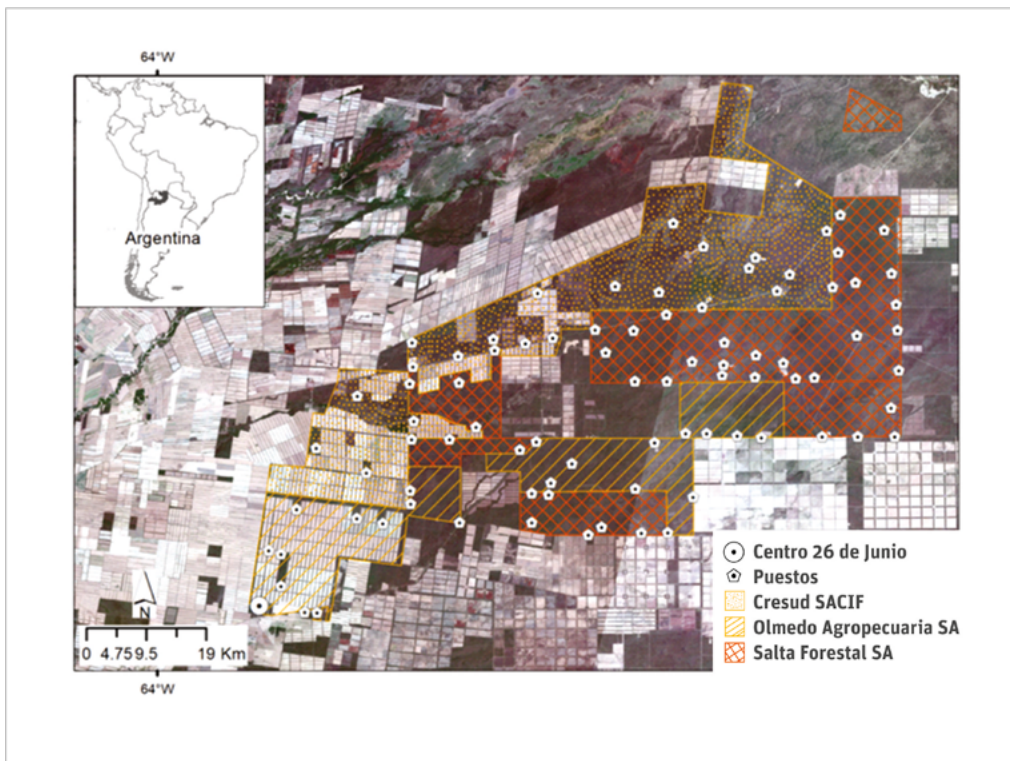 64°W
Argentina
Centro 26 de Junio
Puestos
Cresud SACIF
Olmedo Agropecuaria SA
Salta Forestal SA
N
0 4.75 9.5 19 Km
64°W